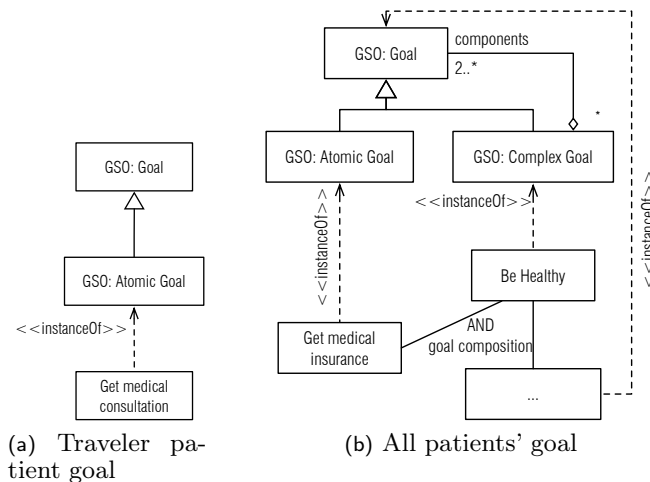 GSO: Goal
GSO: Atomic Goal
<<instanceOf>>
Get medical
consultation
(a) Traveler pa-
tient goal
GSO: Goal
components
2..*
*
GSO: Atomic Goal
GSO: Complex Goal
<<instanceOf>>
<<instanceOf>>
<<instanceOf>>
Be Healthy
AND
goal composition
Get medical
insurance
...
(b) All patients' goal